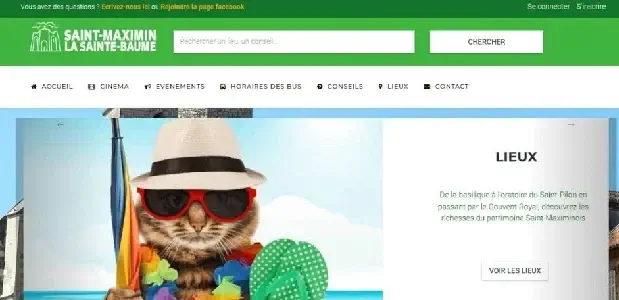 Vous avez des questions ? Ecrivez-nous ici ou Rejoindre la page facebook
Se connecter S'inscrire
SAINT-MAXIMIN
LA SAINTE-BAUME
Rechercher un lieu, un conseil...
CHERCHER
ACCUEIL CINEMA EVENEMENTS HORAIRES DES BUS CONSEILS LIEUX CONTACT
LIEUX
De la basilique à l'oratoire du Saint Pilon en
passant par le Couvent Royal, découvrez les
richesses du patrimoine Saint-Maximinois
VOIR LES LIEUX